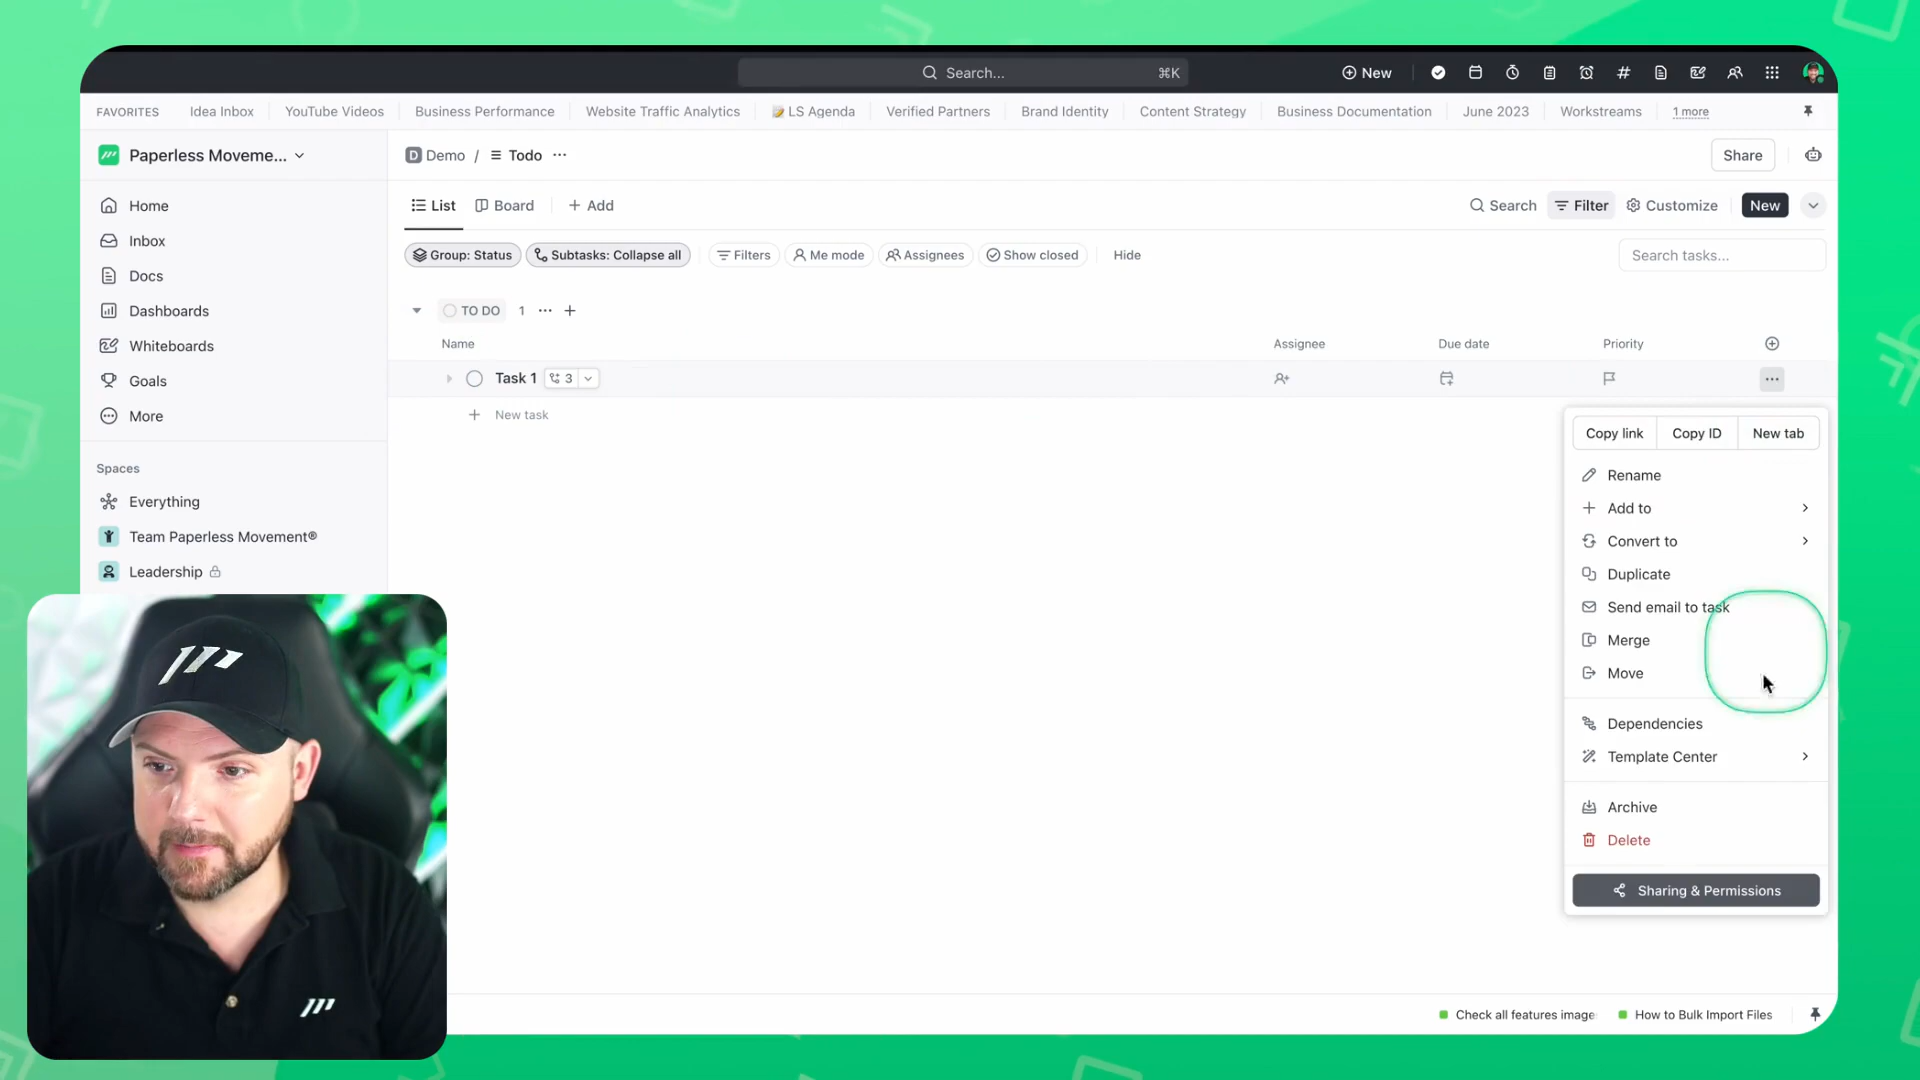 Search... ⌘K
New
FAVORITES Idea Inbox YouTube Videos Business Performance Website Traffic Analytics LS Agenda Verified Partners Brand Identity Content Strategy Business Documentation June 2023 Workstreams 1 more
Paperless Moveme...
D Demo / Todo ...
Share
Home
Inbox
Docs
Dashboards
Whiteboards
Goals
More
Spaces
Everything
Team Paperless Movement®
Leadership
List Board + Add
Search Filter Customize New
Group: Status Subtasks: Collapse all Filters Me mode Assignees Show closed Hide
Search tasks...
TO DO 1 ... +
Name Assignee Due date Priority
Task 1 3
+ New task
Copy link Copy ID New tab
Rename
Add to
Convert to
Duplicate
Send email to task
Merge
Move
Dependencies
Template Center
Archive
Delete
Sharing & Permissions
Check all features image
How to Bulk Import Files